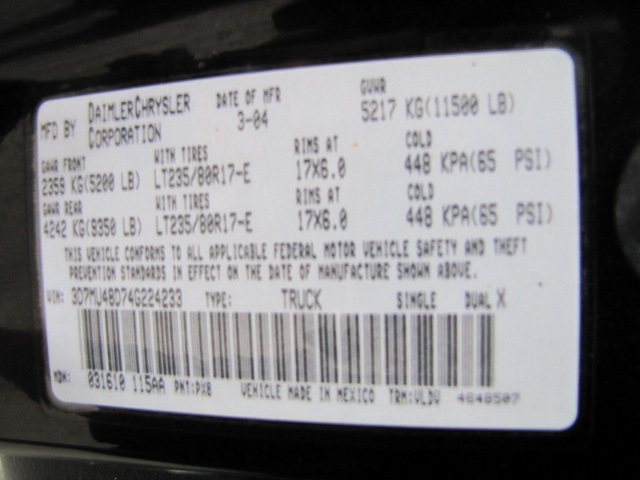 MFD BY DAIMLERCHRYSLER CORPORATION DATE OF MFR 3-04 GVWR 5217 KG(11500 LB)
GAWR FRONT WITH TIRES RIMS AT COLD
2359 KG(5200 LB) LT235/80R17-E 17X6.0 448 KPA(65 PSI)
GAWR REAR WITH TIRES RIMS AT COLD
4242 KG(9350 LB) LT235/80R17-E 17X6.0 448 KPA(65 PSI)
THIS VEHICLE CONFORMS TO ALL APPLICABLE FEDERAL MOTOR VEHICLE SAFETY AND THEFT
PREVENTION STANDARDS IN EFFECT ON THE DATE OF MANUFACTURE SHOWN ABOVE.
VIN: 3D7MU48D74G224233 TYPE: TRUCK SINGLE DUAL X
MDH: 031610 115AA PNT:PX8 VEHICLE MADE IN MEXICO TRM:VLDV 4648507